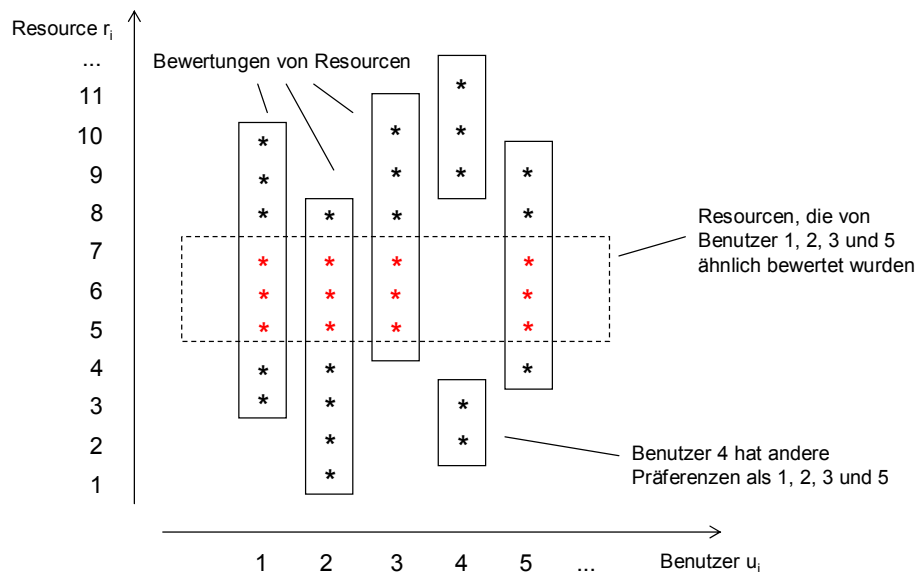 Resource rᵢ
...
11
10
9
8
7
6
5
4
3
2
1
Bewertungen von Resourcen
* * *
* * *
* * * *
* * * *
* * * *
* * * *
* * * *
* * *
* * *
* *
*
Resourcen, die von
Benutzer 1, 2, 3 und 5
ähnlich bewertet wurden
Benutzer 4 hat andere
Präferenzen als 1, 2, 3 und 5
1 2 3 4 5 ... Benutzer uᵢ